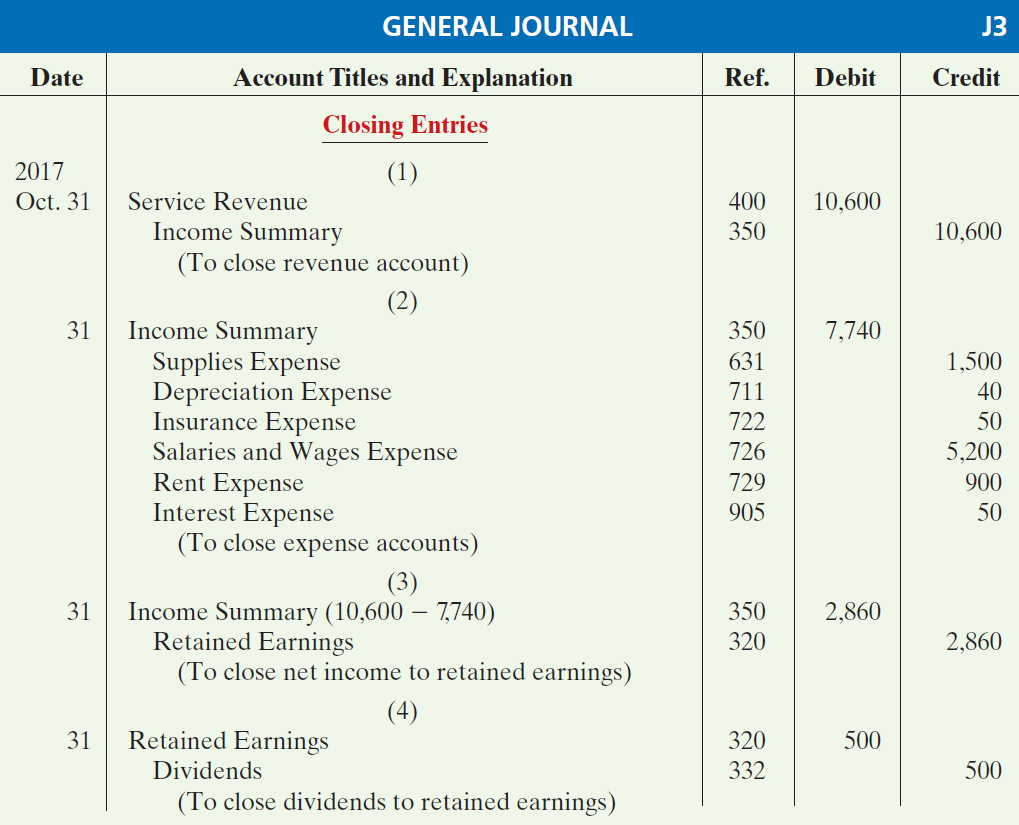 GENERAL JOURNAL J3
Date Account Titles and Explanation Ref. Debit Credit
Closing Entries
2017 (1)
Oct. 31 Service Revenue 400 10,600
Income Summary 350 10,600
(To close revenue account)
(2)
31 Income Summary 350 7,740
Supplies Expense 631 1,500
Depreciation Expense 711 40
Insurance Expense 722 50
Salaries and Wages Expense 726 5,200
Rent Expense 729 900
Interest Expense 905 50
(To close expense accounts)
(3)
31 Income Summary (10,600 – 7,740) 350 2,860
Retained Earnings 320 2,860
(To close net income to retained earnings)
(4)
31 Retained Earnings 320 500
Dividends 332 500
(To close dividends to retained earnings)